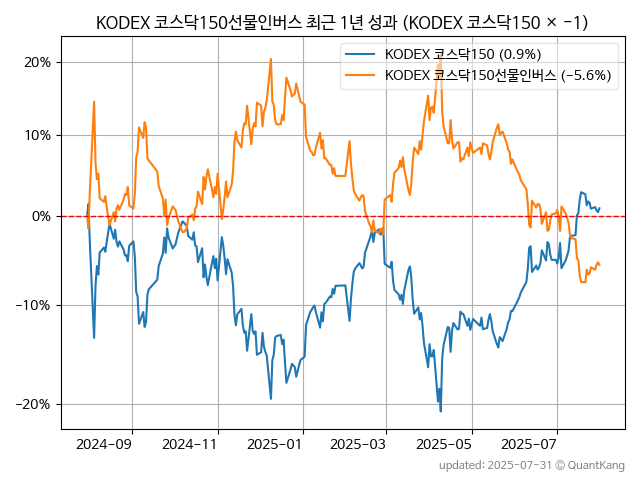 KODEX 코스닥150선물인버스 최근 1년 성과 (KODEX 코스닥150 × −1)
KODEX 코스닥150 (0.9%)
KODEX 코스닥150선물인버스 (−5.6%)
20%
10%
0%
−10%
−20%
2024-09 2024-11 2025-01 2025-03 2025-05 2025-07
updated: 2025-07-31 © QuantKang